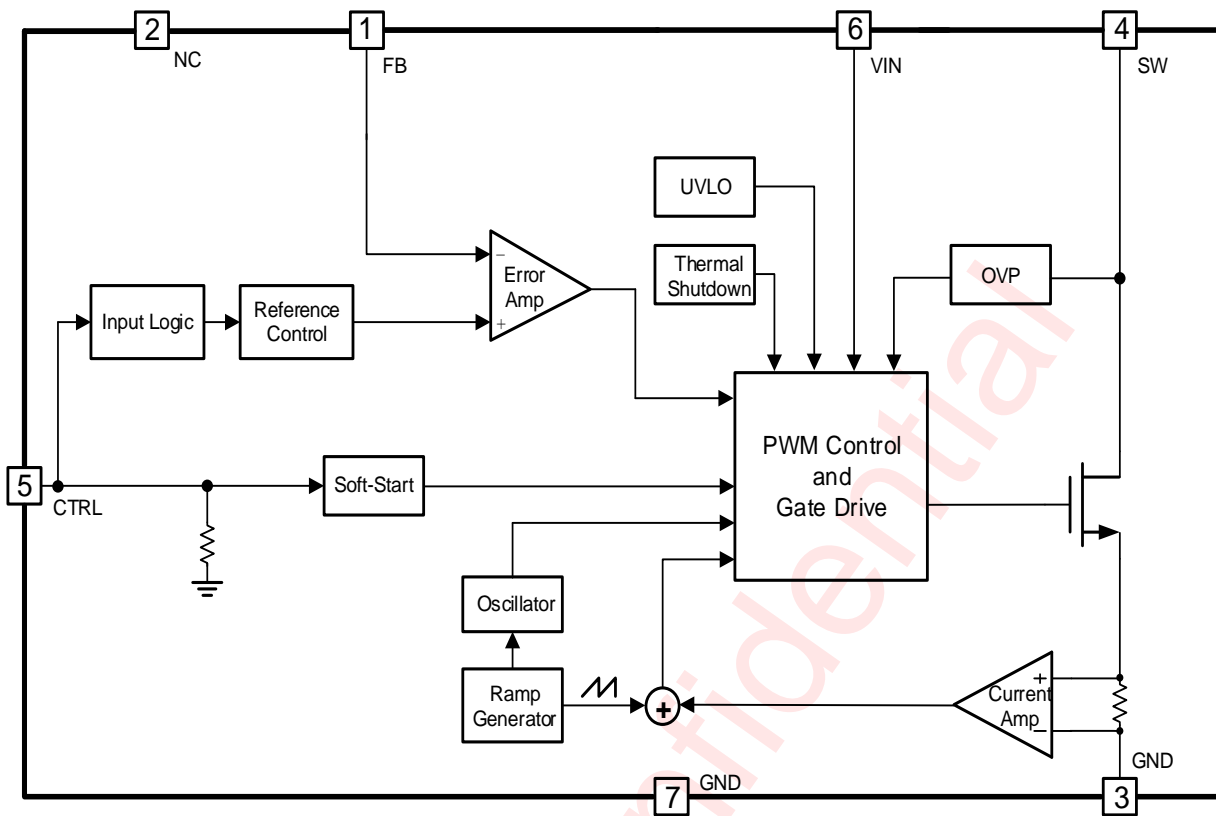 2
NC
1
FB
6
VIN
4
SW
UVLO
Thermal
Shutdown
OVP
−
Error
Amp
+
Input Logic
Reference
Control
PWM Control
and
Gate Drive
5
CTRL
Soft-Start
Oscillator
Ramp
Generator
+
+
Current
Amp
−
GND
7
GND
3
nfidential